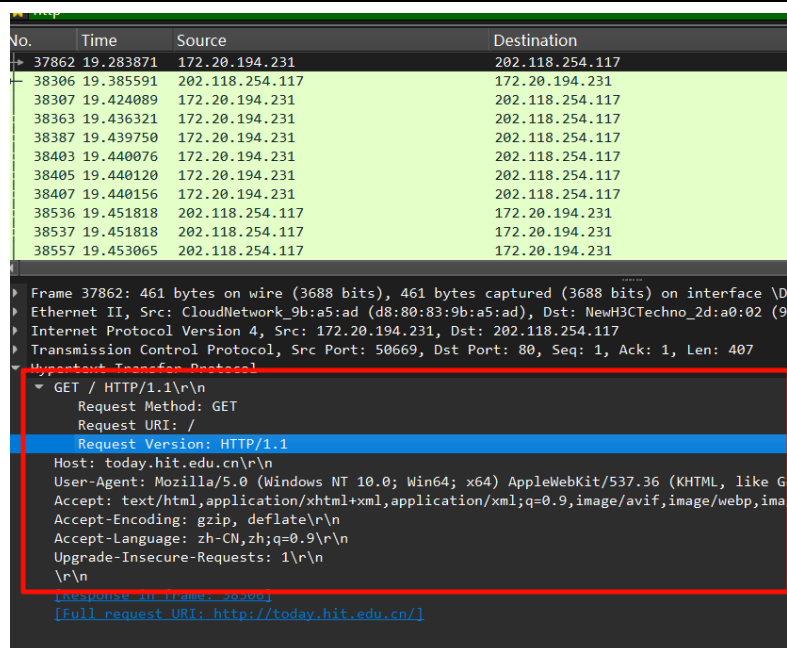 http
No. Time Source Destination
37862 19.283871 172.20.194.231 202.118.254.117
38306 19.385591 202.118.254.117 172.20.194.231
38307 19.424089 172.20.194.231 202.118.254.117
38363 19.436321 172.20.194.231 202.118.254.117
38387 19.439750 172.20.194.231 202.118.254.117
38403 19.440076 172.20.194.231 202.118.254.117
38405 19.440120 172.20.194.231 202.118.254.117
38407 19.440156 172.20.194.231 202.118.254.117
38536 19.451818 202.118.254.117 172.20.194.231
38537 19.451818 202.118.254.117 172.20.194.231
38557 19.453065 202.118.254.117 172.20.194.231
Frame 37862: 461 bytes on wire (3688 bits), 461 bytes captured (3688 bits) on interface \D
Ethernet II, Src: CloudNetwork_9b:a5:ad (d8:80:83:9b:a5:ad), Dst: NewH3CTechno_2d:a0:02 (9
Internet Protocol Version 4, Src: 172.20.194.231, Dst: 202.118.254.117
Transmission Control Protocol, Src Port: 50669, Dst Port: 80, Seq: 1, Ack: 1, Len: 407
Hypertext Transfer Protocol
GET / HTTP/1.1\r\n
Request Method: GET
Request URI: /
Request Version: HTTP/1.1
Host: today.hit.edu.cn\r\n
User-Agent: Mozilla/5.0 (Windows NT 10.0; Win64; x64) AppleWebKit/537.36 (KHTML, like G
Accept: text/html,application/xhtml+xml,application/xml;q=0.9,image/avif,image/webp,ima
Accept-Encoding: gzip, deflate\r\n
Accept-Language: zh-CN,zh;q=0.9\r\n
Upgrade-Insecure-Requests: 1\r\n
\r\n
[Response in frame: 38306]
[Full request URI: http://today.hit.edu.cn/]